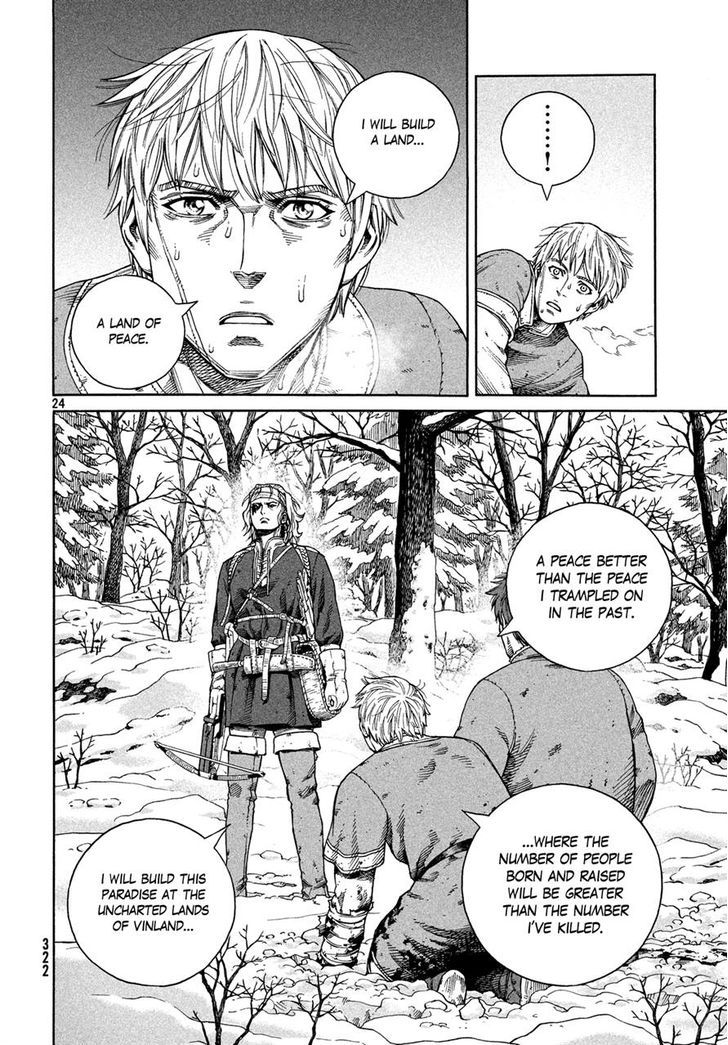 ......!
I WILL BUILD
A LAND...
A LAND OF
PEACE.
24
A PEACE BETTER
THAN THE PEACE
I TRAMPLED ON
IN THE PAST.
...WHERE THE
NUMBER OF PEOPLE
BORN AND RAISED
WILL BE GREATER
THAN THE NUMBER
I'VE KILLED.
I WILL BUILD THIS
PARADISE AT THE
UNCHARTED LANDS
OF VINLAND...
322